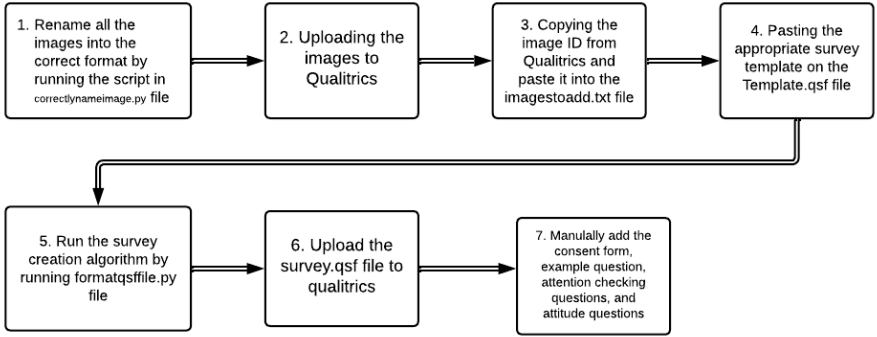 1. Rename all the
images into the
correct format by
running the script in
correctlynameimage.py file
2. Uploading the
images to
Qualitrics
3. Copying the
image ID from
Qualitrics and
paste it into the
imagestoadd.txt file
4. Pasting the
appropriate survey
template on the
Template.qsf file
5. Run the survey
creation algorithm by
running formatqsffile.py
file
6. Upload the
survey.qsf file to
qualitrics
7. Manulally add the
consent form,
example question,
attention checking
questions, and
attitude questions